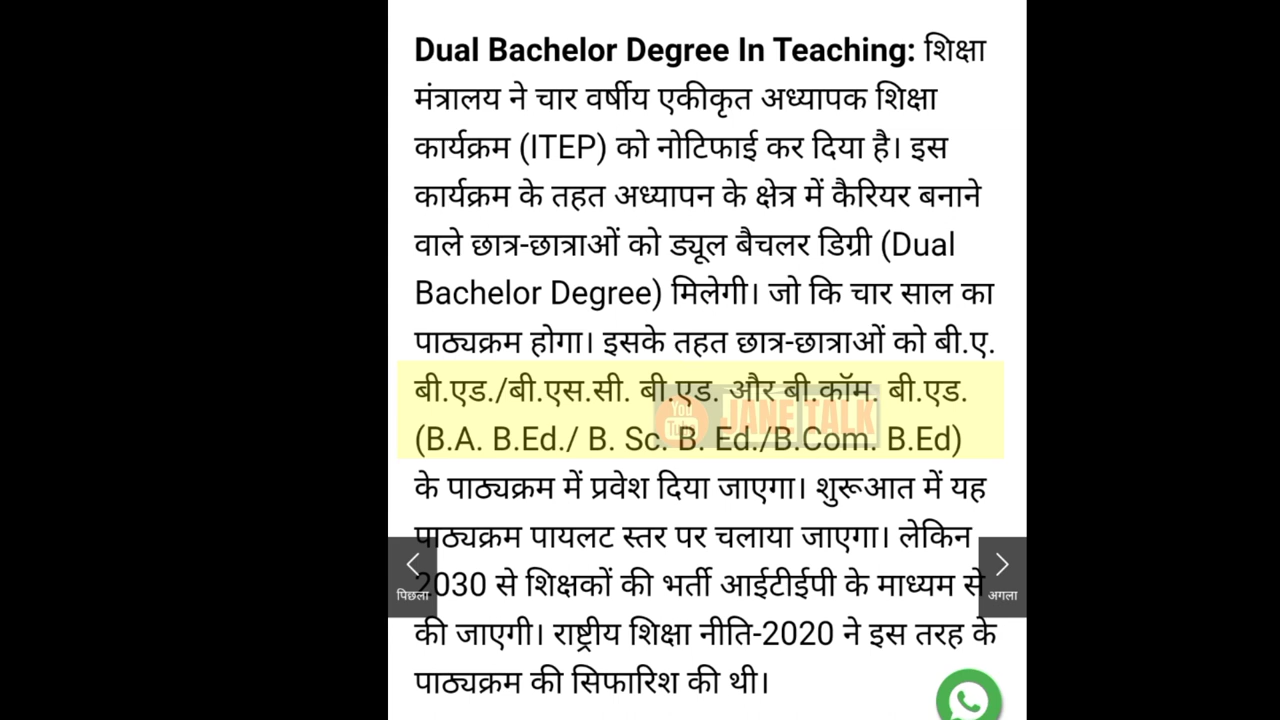 Dual Bachelor Degree In Teaching: शिक्षा
मंत्रालय ने चार वर्षीय एकीकृत अध्यापक शिक्षा
कार्यक्रम (ITEP) को नोटिफाई कर दिया है। इस
कार्यक्रम के तहत अध्यापन के क्षेत्र में कैरियर बनाने
वाले छात्र-छात्राओं को ड्यूल बैचलर डिग्री (Dual
Bachelor Degree) मिलेगी। जो कि चार साल का
पाठ्यक्रम होगा। इसके तहत छात्र-छात्राओं को बी.ए.
बी.एड./बी.एस.सी. बी.एड. और बी.कॉम. बी.एड.
You Tube JANE TALK
(B.A. B.Ed./ B. Sc. B. Ed./B.Com. B.Ed)
के पाठ्यक्रम में प्रवेश दिया जाएगा। शुरूआत में यह
पाठ्यक्रम पायलट स्तर पर चलाया जाएगा। लेकिन
2030 से शिक्षकों की भर्ती आईटीईपी के माध्यम से
पिछला
अगला
की जाएगी। राष्ट्रीय शिक्षा नीति-2020 ने इस तरह के
पाठ्यक्रम की सिफारिश की थी।